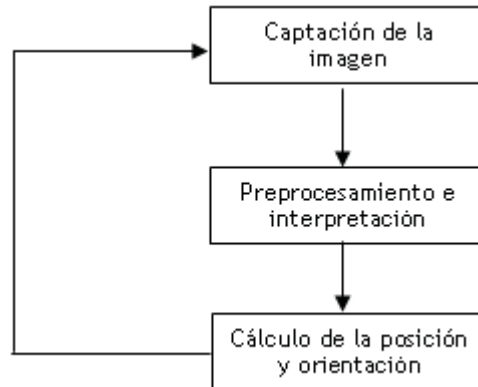 Captación de la
imagen
Preprocesamiento e
interpretación
Cálculo de la posición
y orientación